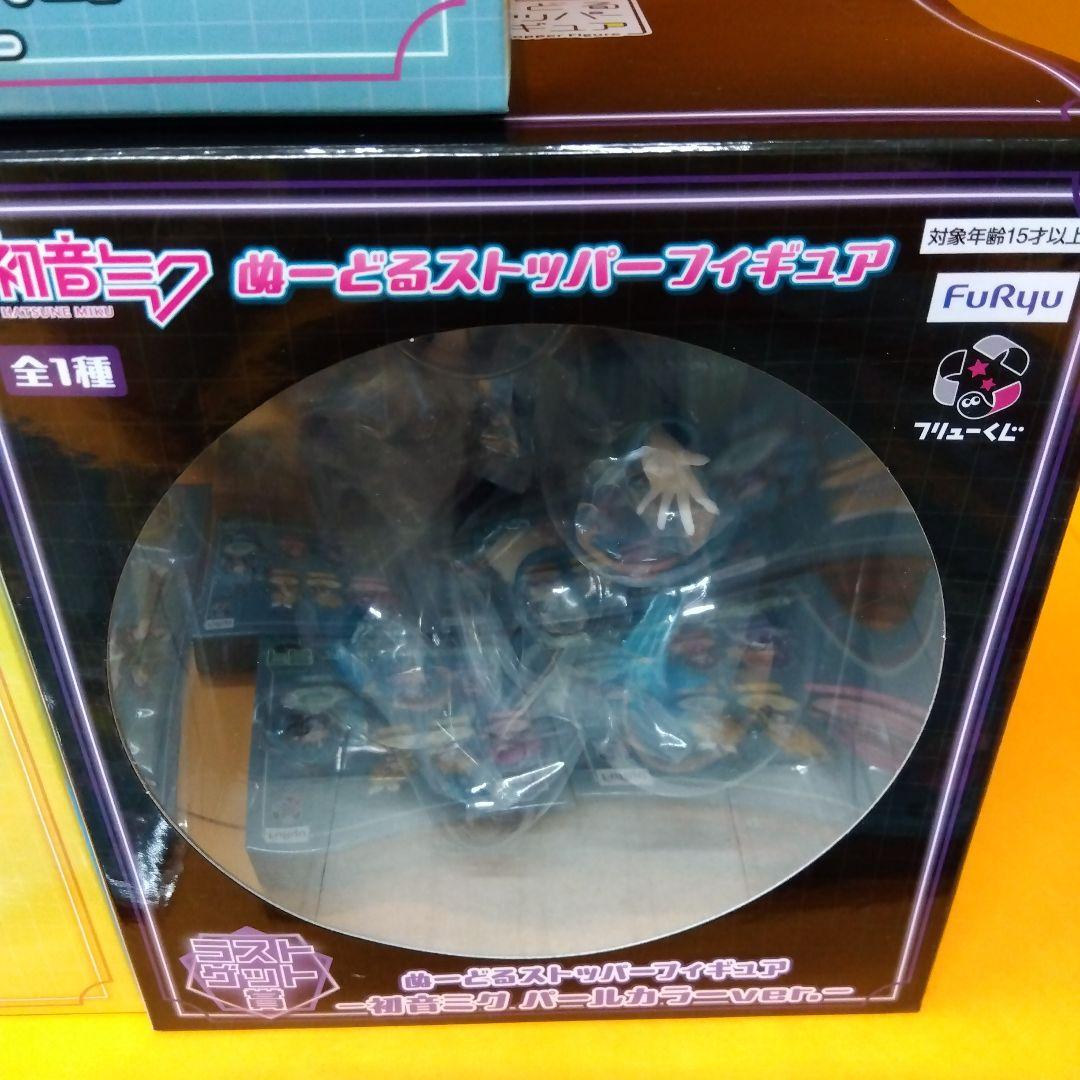 opper Figure
対象年齢15才以上
初音ミク
HATSUNE MIKU
ぬーどるストッパーフィギュア
FuRyu
全1種
フリューくじ
ラスト
ゲット
賞
ぬーどるストッパーフィギュア
−初音ミク パールカラーver.−